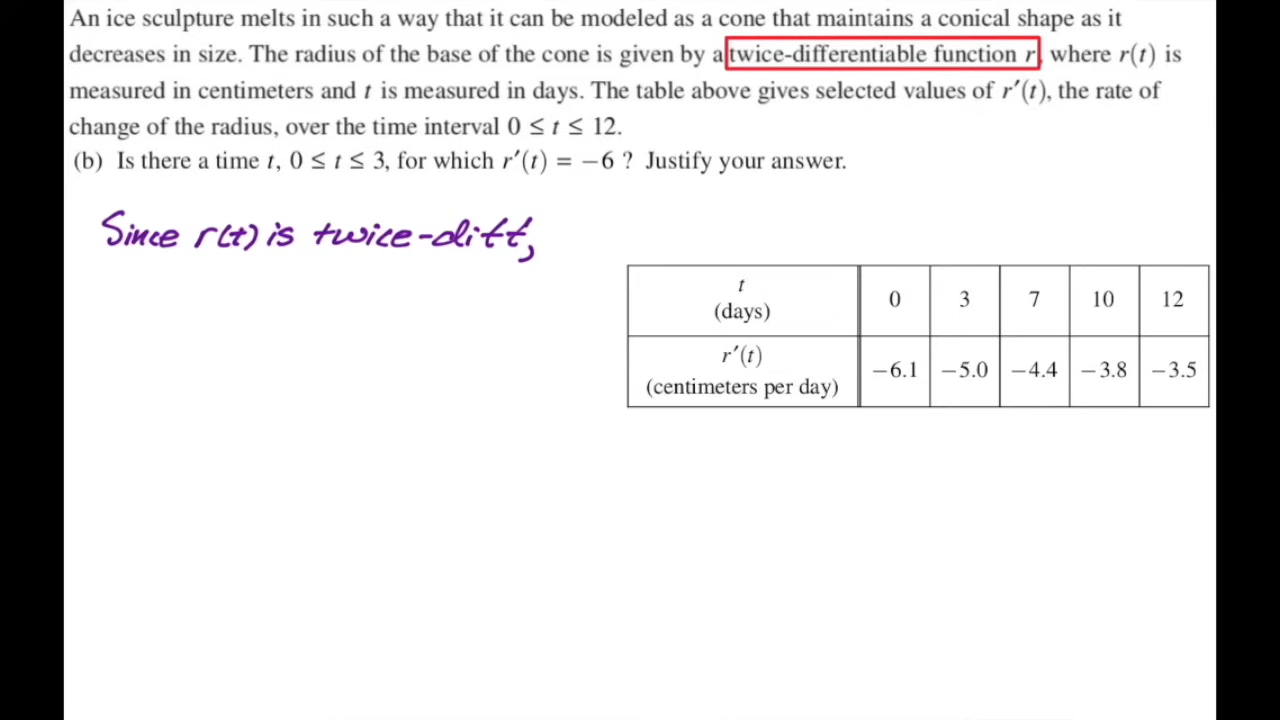 An ice sculpture melts in such a way that it can be modeled as a cone that maintains a conical shape as it
decreases in size. The radius of the base of the cone is given by a twice-differentiable function r, where r(t) is
measured in centimeters and t is measured in days. The table above gives selected values of r′(t), the rate of
change of the radius, over the time interval 0 ≤ t ≤ 12.
(b) Is there a time t, 0 ≤ t ≤ 3, for which r′(t) = −6 ? Justify your answer.
Since r(t) is twice-diff,
t
(days)
0 3 7 10 12
r′(t)
(centimeters per day)
−6.1 −5.0 −4.4 −3.8 −3.5